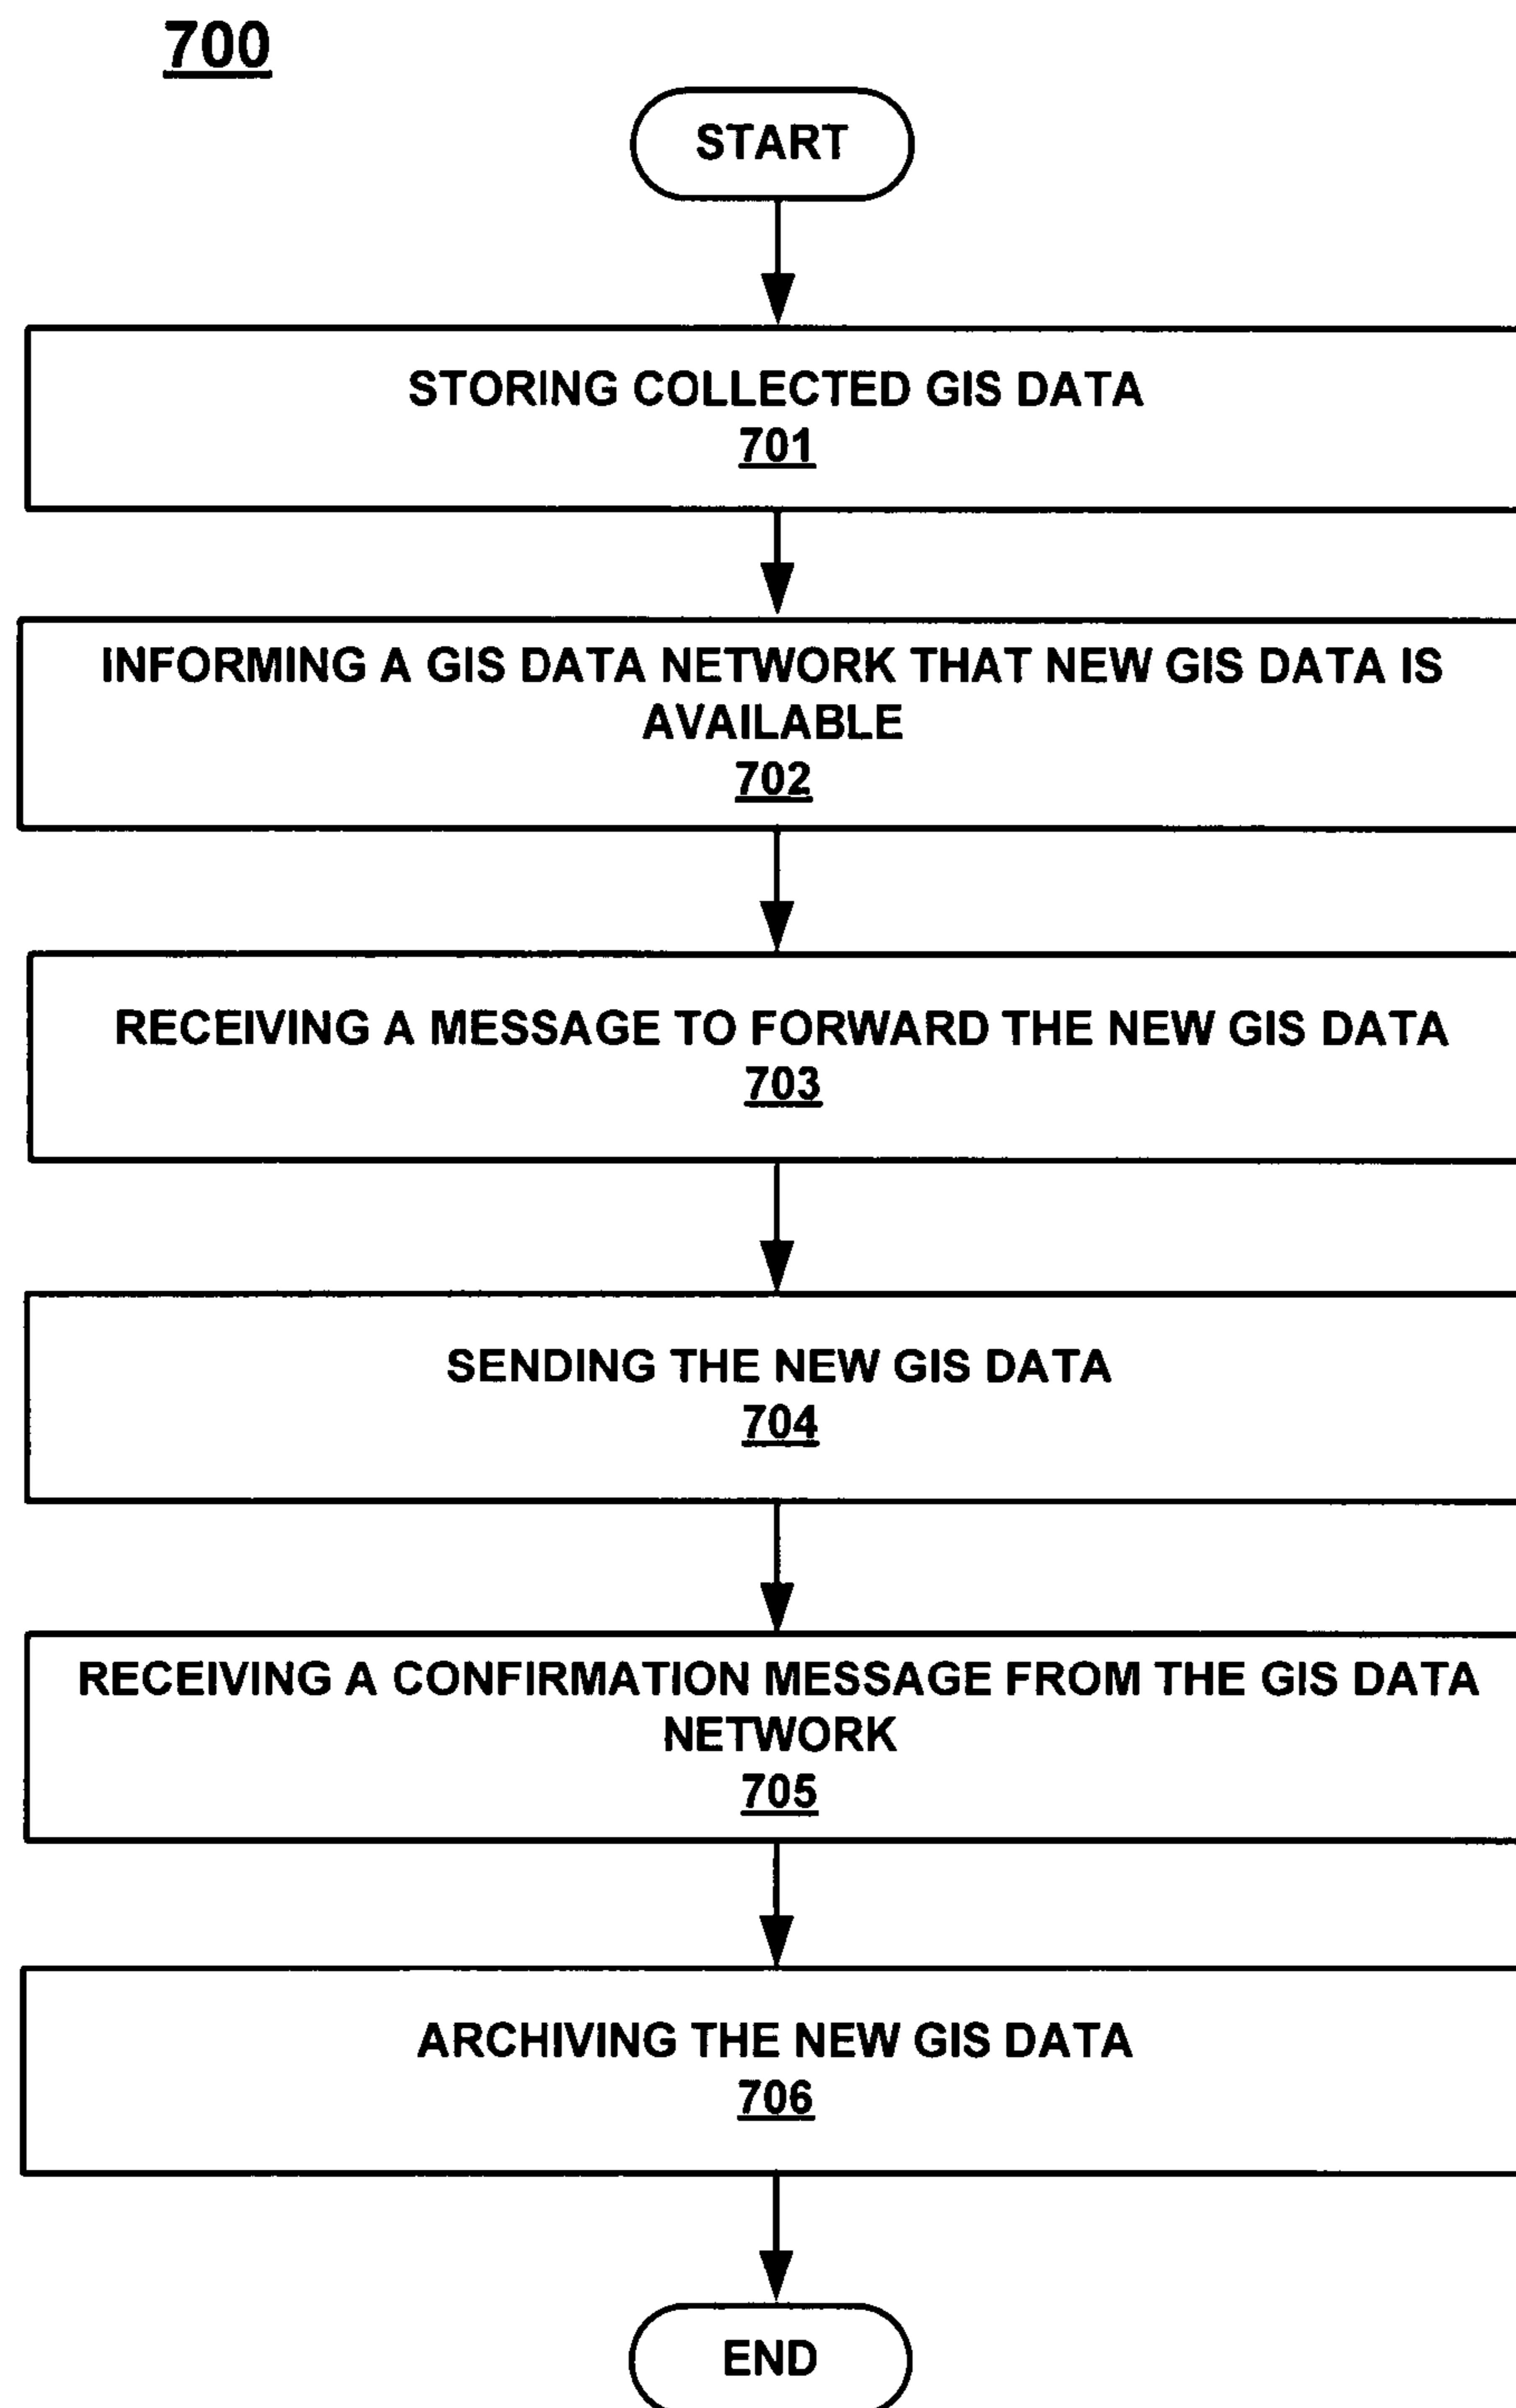 700
START
STORING COLLECTED GIS DATA
701
INFORMING A GIS DATA NETWORK THAT NEW GIS DATA IS
AVAILABLE
702
RECEIVING A MESSAGE TO FORWARD THE NEW GIS DATA
703
SENDING THE NEW GIS DATA
704
RECEIVING A CONFIRMATION MESSAGE FROM THE GIS DATA
NETWORK
705
ARCHIVING THE NEW GIS DATA
706
END